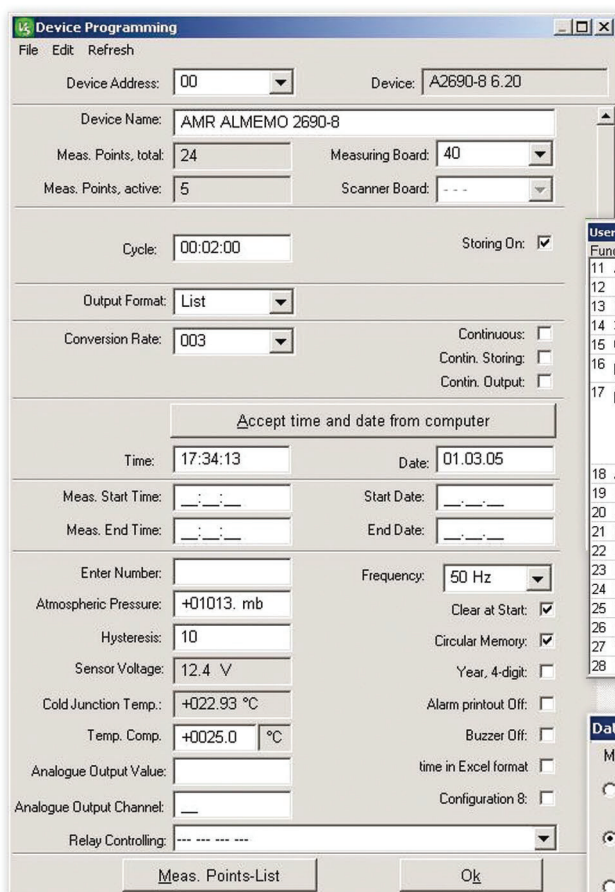 Device Programming
File Edit Refresh
Device Address: 00 Device: A2690-8 6.20
Device Name: AMR ALMEMO 2690-8
Meas. Points, total: 24 Measuring Board: 40
Meas. Points, active: 5 Scanner Board: - - -
Cycle: 00:02:00 Storing On:
Output Format: List
Conversion Rate: 003 Continuous:
Contin. Storing:
Contin. Output:
Accept time and date from computer
Time: 17:34:13 Date: 01.03.05
Meas. Start Time: __:__:__ Start Date: __.__.__
Meas. End Time: __:__:__ End Date: __.__.__
Enter Number: Frequency: 50 Hz
Atmospheric Pressure: +01013. mb Clear at Start:
Hysteresis: 10 Circular Memory:
Sensor Voltage: 12.4 V Year, 4-digit:
Cold Junction Temp.: +022.93 °C Alarm printout Off:
Temp. Comp. +0025.0 °C Buzzer Off:
Analogue Output Value: time in Excel format
Analogue Output Channel: __ Configuration 8:
Relay Controlling: --- --- --- ---
Meas. Points-List Ok
User
Func
11
12
13
14
15
16
17
18
19
20
21
22
23
24
25
26
27
28
Dat
M